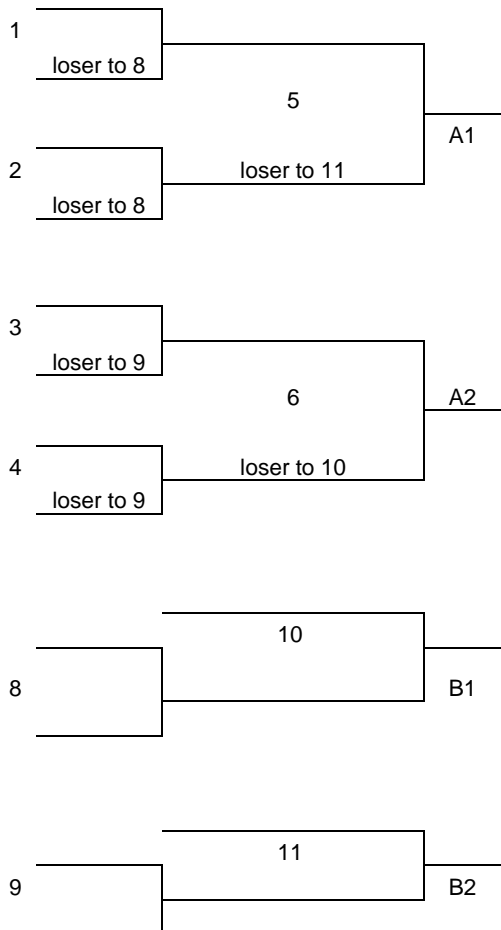 1
loser to 8
5
A1
2
loser to 11
loser to 8
3
loser to 9
6
A2
4
loser to 10
loser to 9
10
8
B1
11
9
B2